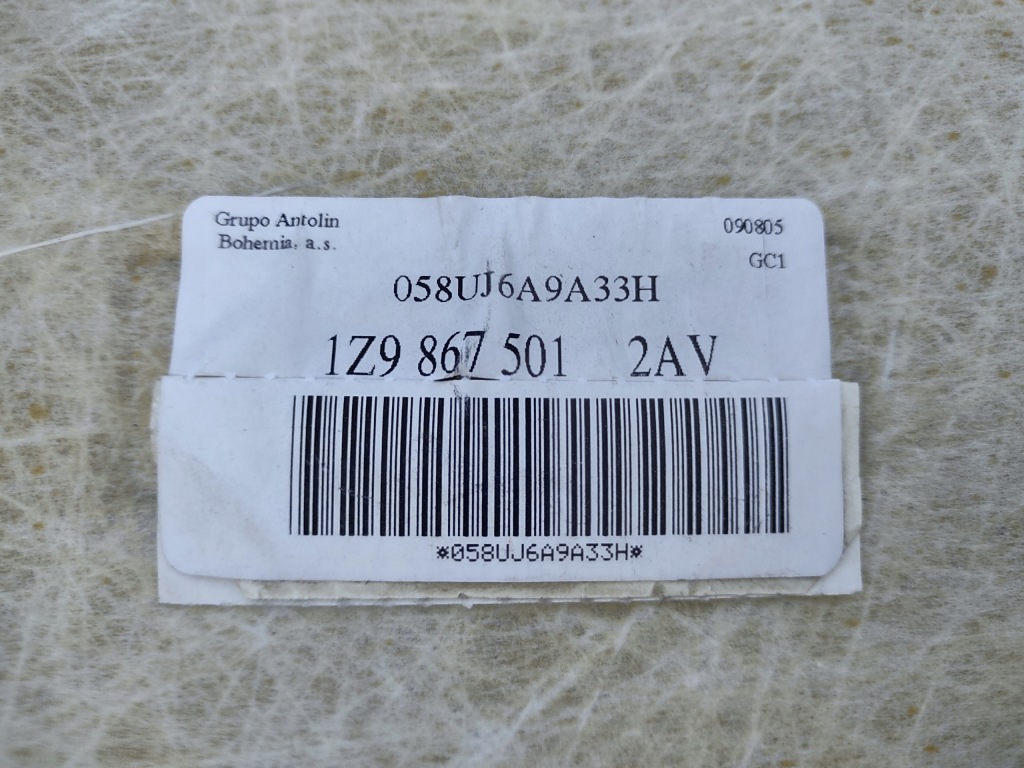 Grupo Antolin
Bohemia, a.s.
090805
GC1
058UJ6A9A33H
1Z9 867 501 2AV
*058UJ6A9A33H*